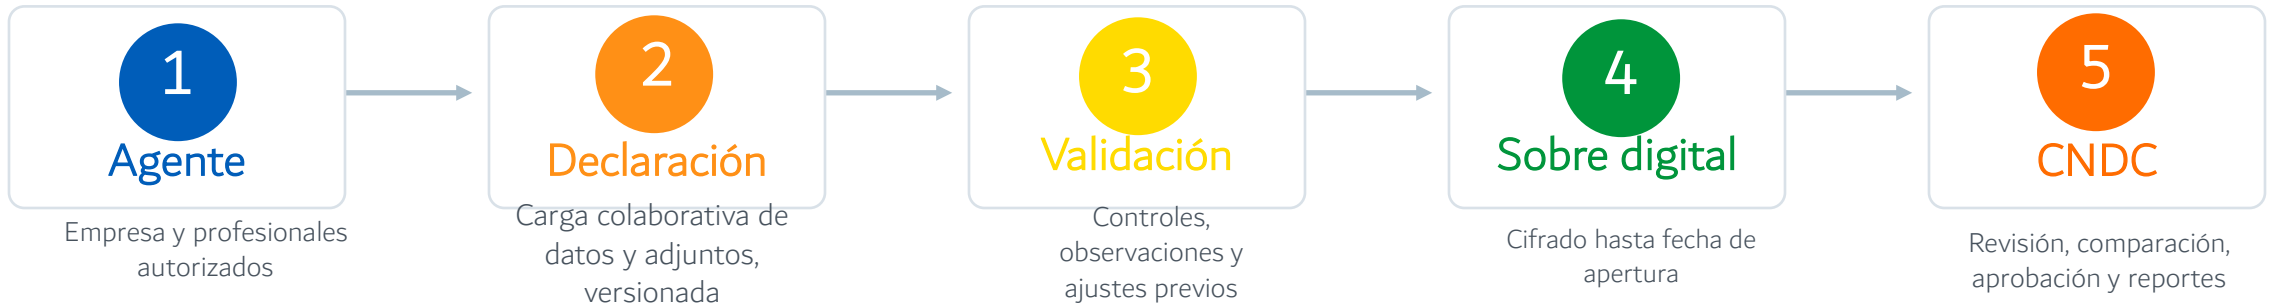 1
Agente
Empresa y profesionales
autorizados
2
Declaración
Carga colaborativa de
datos y adjuntos,
versionada
3
Validación
Controles,
observaciones y
ajustes previos
4
Sobre digital
Cifrado hasta fecha de
apertura
5
CNDC
Revisión, comparación,
aprobación y reportes